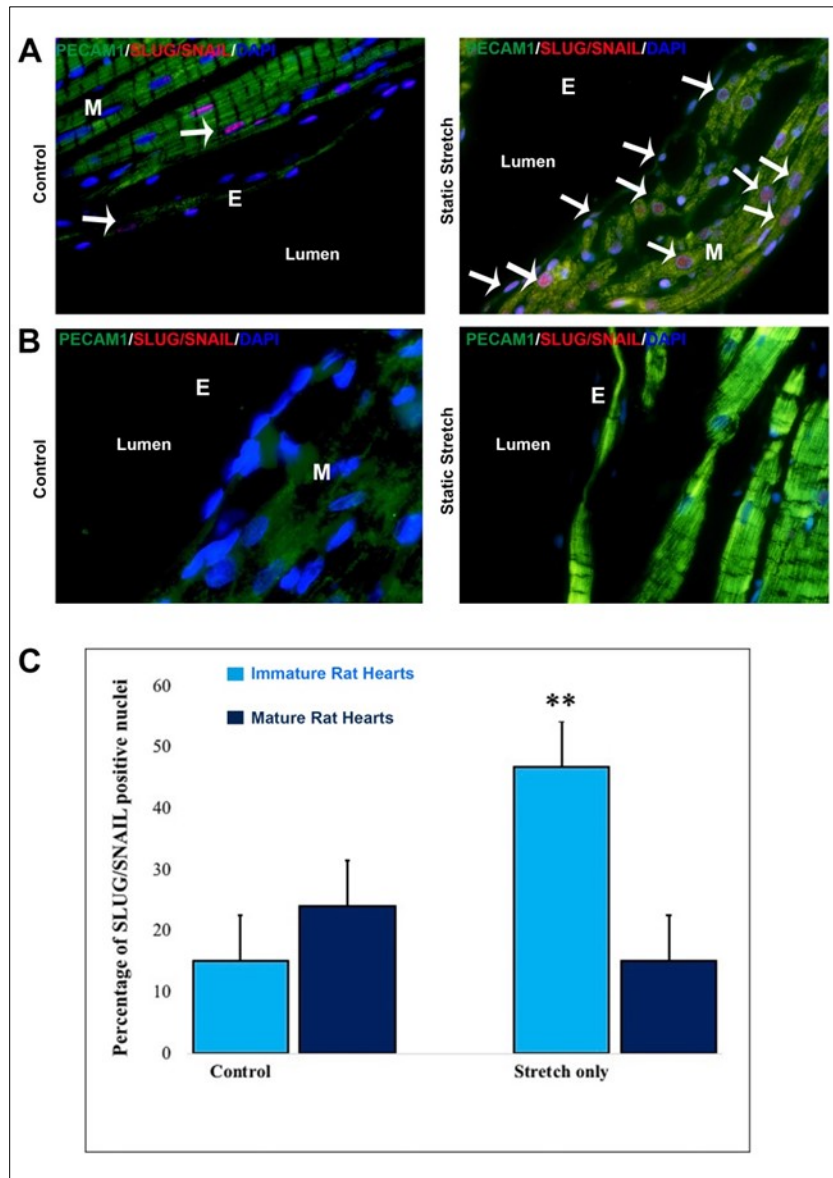 A
PECAM1/SLUG/SNAIL/DAPI
M
E
Lumen
Control
PECAM1/SLUG/SNAIL/DAPI
E
Lumen
M
Static Stretch
B
PECAM1/SLUG/SNAIL/DAPI
E
Lumen
M
Control
PECAM1/SLUG/SNAIL/DAPI
E
Lumen
Static Stretch
C
Immature Rat Hearts
Mature Rat Hearts
Percentage of SLUG/SNAIL positive nuclei
60
50
40
30
20
10
0
**
Control
Stretch only